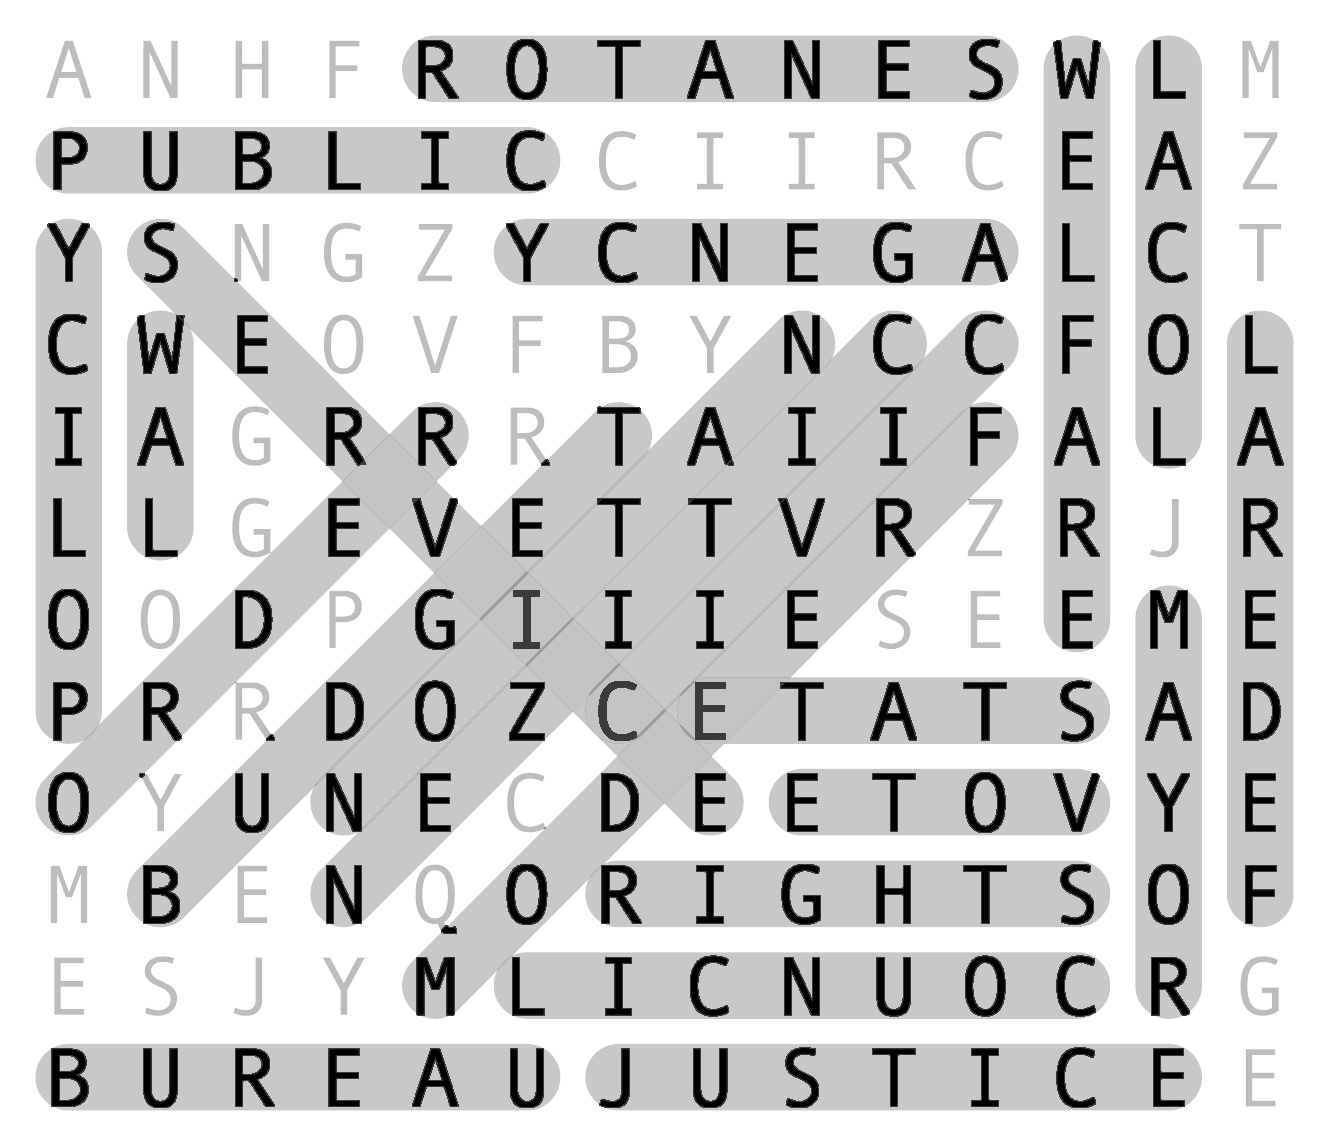 A N H F R O T A N E S W L M
P U B L I C C I I R C E A Z
Y S N G Z Y C N E G A L C T
C W E O V F B Y N C C F O L
I A G R R R T A I I F A L A
L L G E V E T T V R Z R J R
O O D P G I I I E S E E M E
P R R D O Z C E T A T S A D
O Y U N E C D E E T O V Y E
M B E N Q O R I G H T S O F
E S J Y M L I C N U O C R G
B U R E A U J U S T I C E E